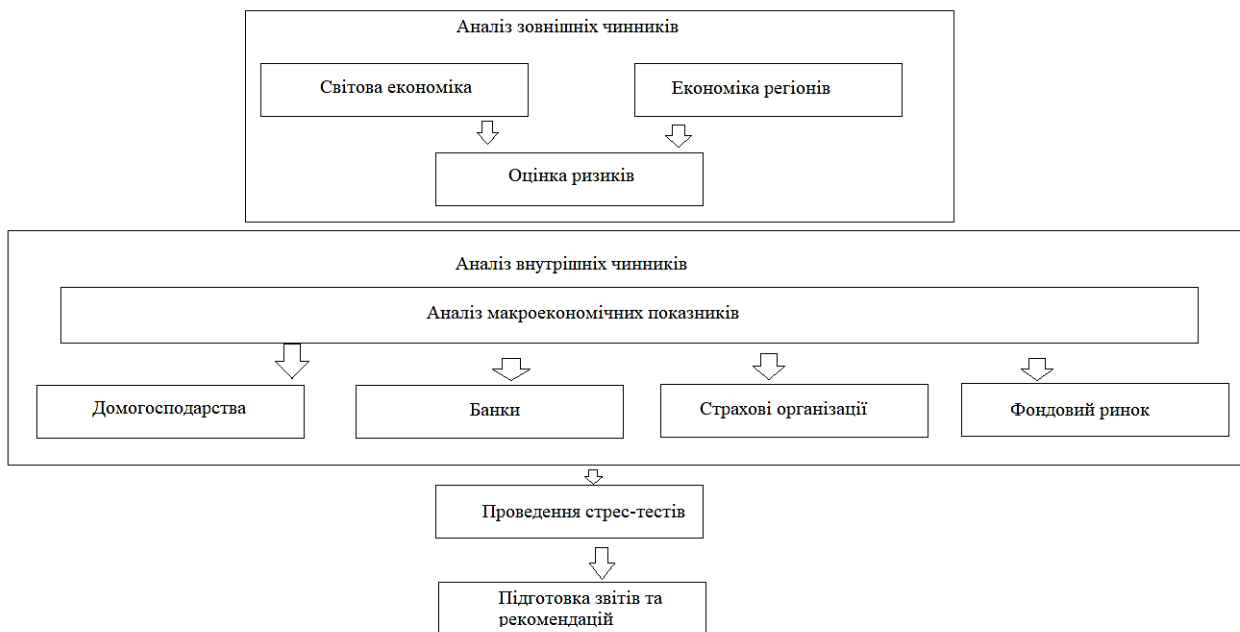 Аналіз зовнішніх чинників
Світова економіка
Економіка регіонів
Оцінка ризиків
Аналіз внутрішніх чинників
Аналіз макроекономічних показників
Домогосподарства
Банки
Страхові організації
Фондовий ринок
Проведення стрес-тестів
Підготовка звітів та
рекомендацій